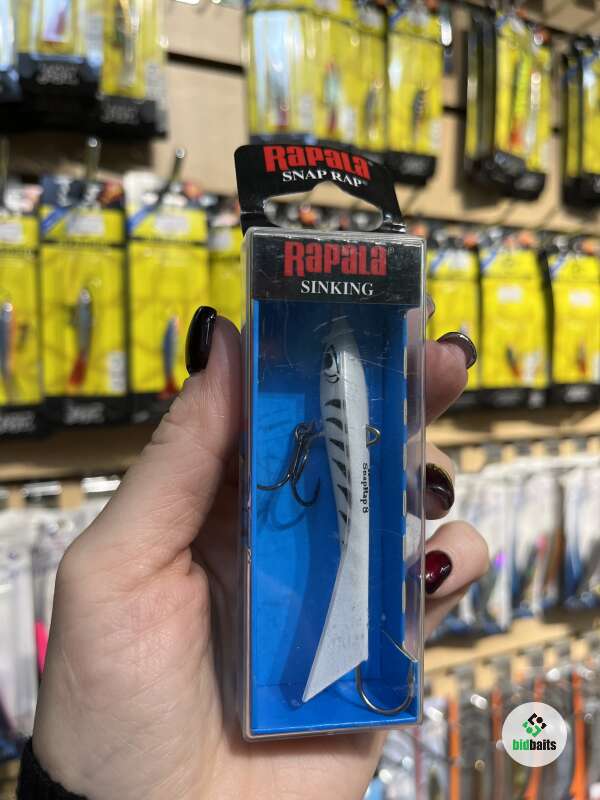 Rapala
SNAP RAP®
Rapala
SINKING
SnapRap 8
bidbaits